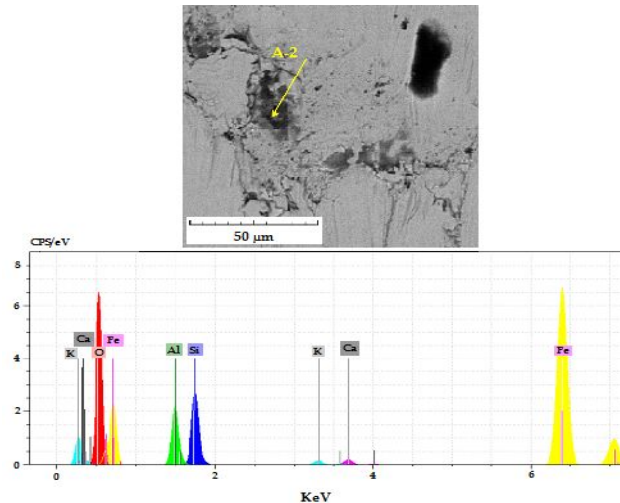 A-2
50 µm
CPS/eV
8
6
4
2
0
K Ca O Fe Al Si K Ca Fe
0 2 4 6
KeV